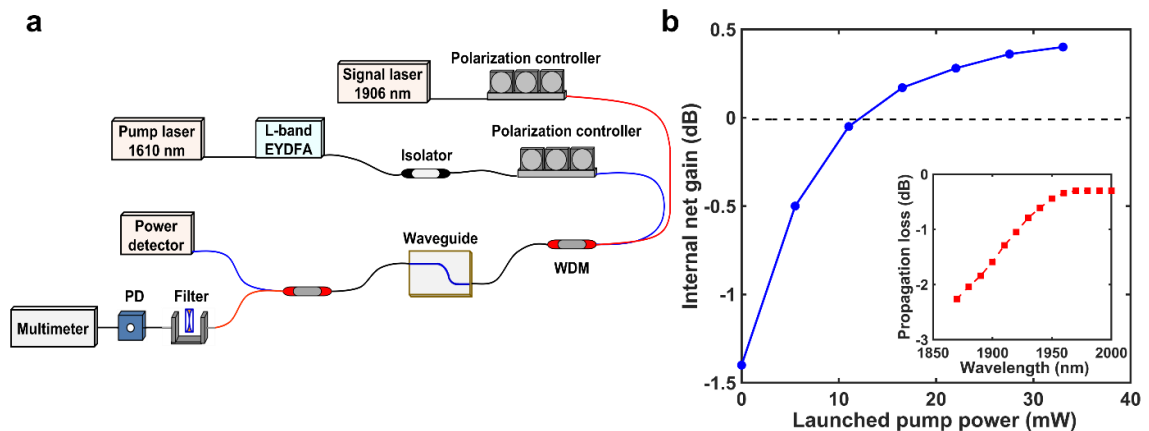 a
Signal laser
1906 nm
Polarization controller
Pump laser
1610 nm
L-band
EYDFA
Isolator
Polarization controller
Power
detector
Waveguide
WDM
Multimeter
PD
Filter
b
Internal net gain (dB)
0.5
0
-0.5
-1
-1.5
0
10
20
30
40
Launched pump power (mW)
Propagation loss (dB)
0
-1
-2
-3
1850
1900
1950
2000
Wavelength (nm)